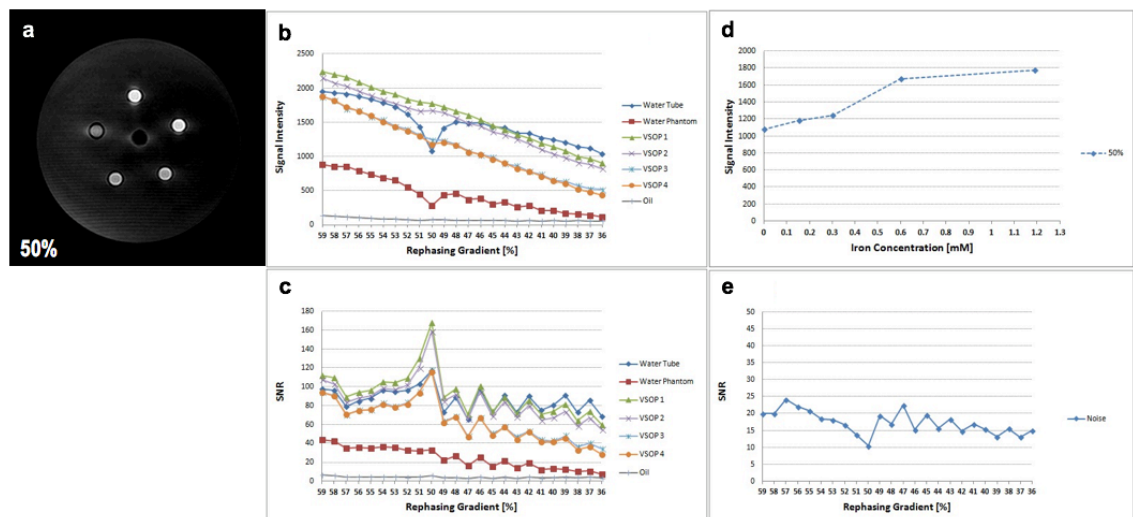 a
50%
b
Signal Intensity
2500
2000
1500
1000
500
0
59 58 57 56 55 54 53 52 51 50 49 48 47 46 45 44 43 42 41 40 39 38 37 36
Rephasing Gradient [%]
Water Tube
Water Phantom
VSOP 1
VSOP 2
VSOP 3
VSOP 4
Oil
d
Signal Intensity
2000
1800
1600
1400
1200
1000
800
600
400
200
0
0 0.1 0.2 0.3 0.4 0.5 0.6 0.7 0.8 0.9 1 1.1 1.2 1.3
Iron Concentration [mM]
50%
c
SNR
180
160
140
120
100
80
60
40
20
0
59 58 57 56 55 54 53 52 51 50 49 48 47 46 45 44 43 42 41 40 39 38 37 36
Rephasing Gradient [%]
Water Tube
Water Phantom
VSOP 1
VSOP 2
VSOP 3
VSOP 4
Oil
e
SNR
50
45
40
35
30
25
20
15
10
5
0
59 58 57 56 55 54 53 52 51 50 49 48 47 46 45 44 43 42 41 40 39 38 37 36
Rephasing Gradient [%]
Noise